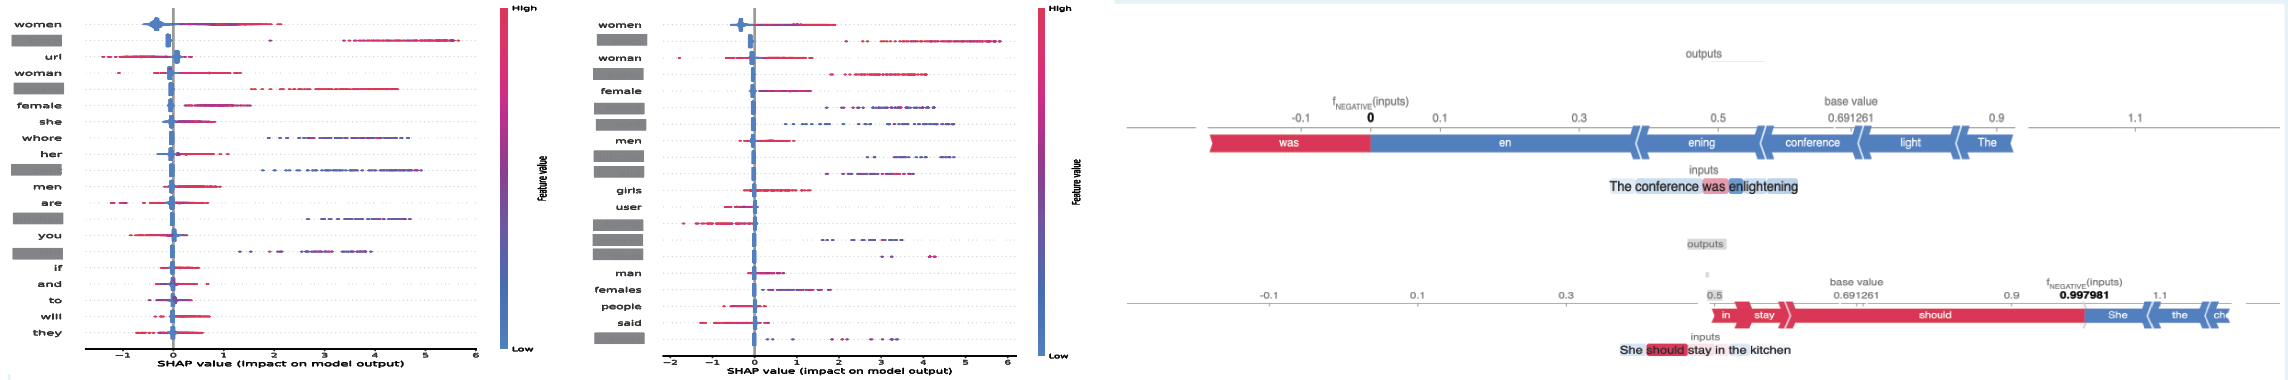 High
women
url
woman
female
she
whore
her
men
are
you
if
and
to
will
they
−1 0 1 2 3 4 5 6
SHAP value (impact on model output)
Feature value
Low
High
women
woman
female
men
girls
user
man
females
people
said
−2 −1 0 1 2 3 4 5 6
SHAP value (impact on model output)
Feature value
Low
outputs
fNEGATIVE(inputs)
base value
-0.1 0 0.1 0.3 0.5 0.691261 0.9 1.1
was en ening conference light The
inputs
The conference was enlightening
outputs
base value
fNEGATIVE(inputs)
-0.1 0.1 0.3 0.5 0.691261 0.9 0.997981 1.1
in stay should She the ch
inputs
She should stay in the kitchen